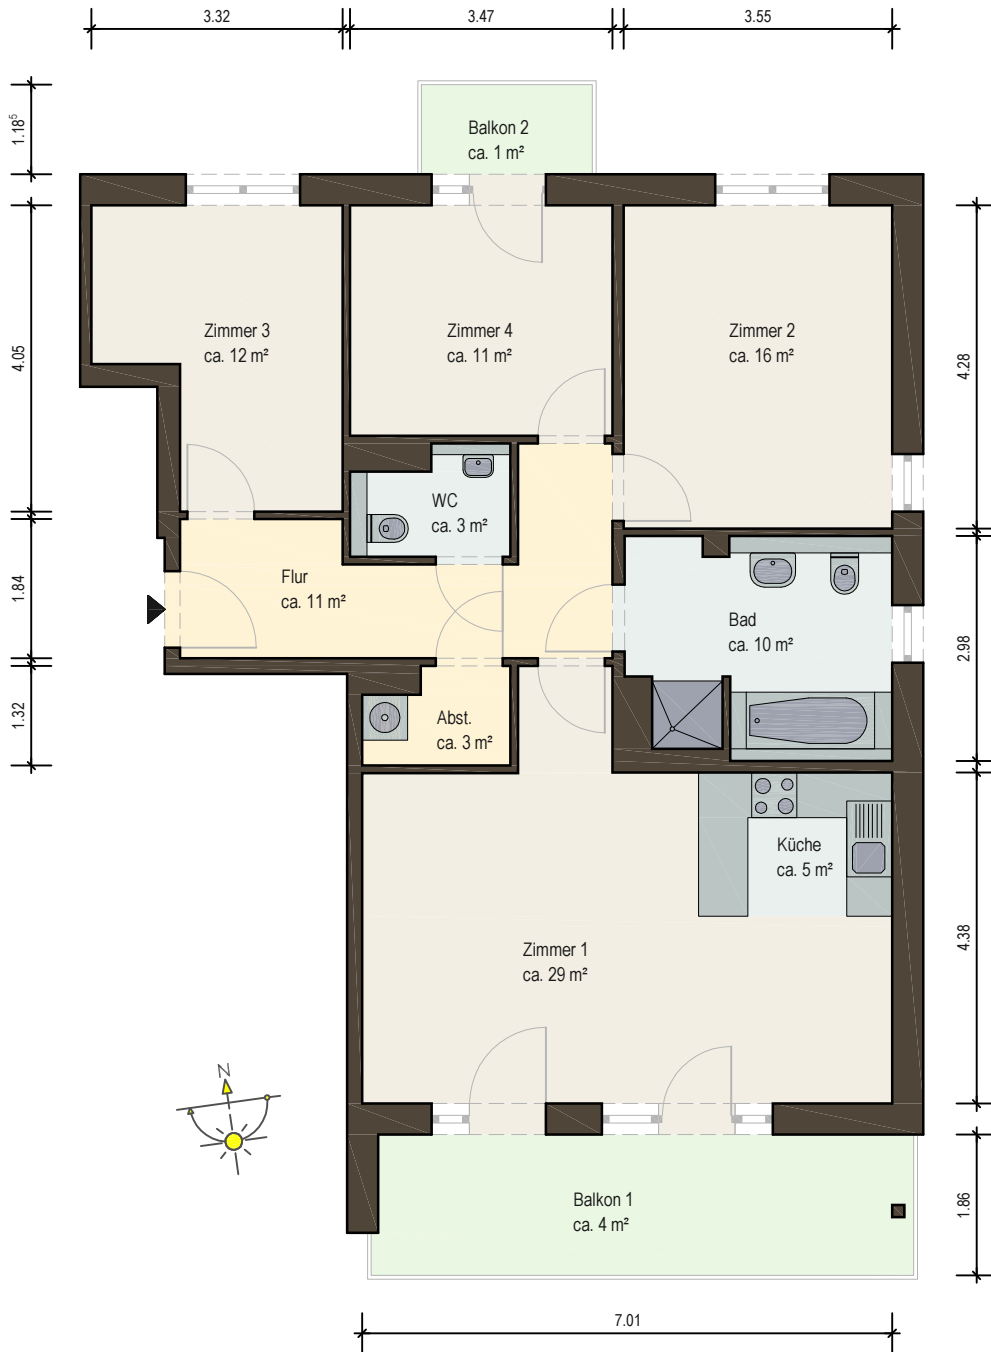 3.32
3.47
3.55
1.18⁵
Balkon 2
ca. 1 m²
4.05
Zimmer 3
ca. 12 m²
Zimmer 4
ca. 11 m²
Zimmer 2
ca. 16 m²
4.28
WC
ca. 3 m²
1.84
Flur
ca. 11 m²
Bad
ca. 10 m²
2.98
1.32
Abst.
ca. 3 m²
Küche
ca. 5 m²
Zimmer 1
ca. 29 m²
4.38
N
Balkon 1
ca. 4 m²
1.86
7.01